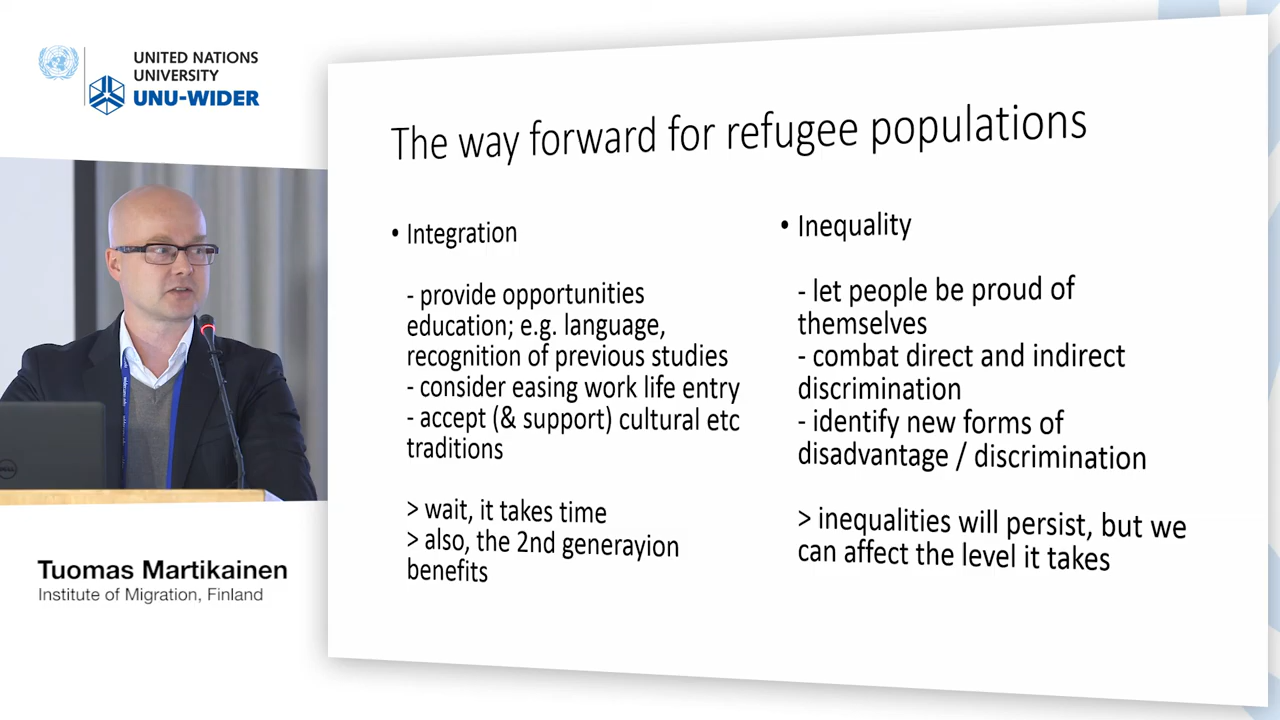 UNITED NATIONS
UNIVERSITY
UNU-WIDER
The way forward for refugee populations
• Integration
- provide opportunities
education; e.g. language,
recognition of previous studies
- consider easing work life entry
- accept (& support) cultural etc
traditions
> wait, it takes time
> also, the 2nd generayion
benefits
• Inequality
- let people be proud of
themselves
- combat direct and indirect
discrimination
- identify new forms of
disadvantage / discrimination
> inequalities will persist, but we
can affect the level it takes
DELL
Tuomas Martikainen
Institute of Migration, Finland